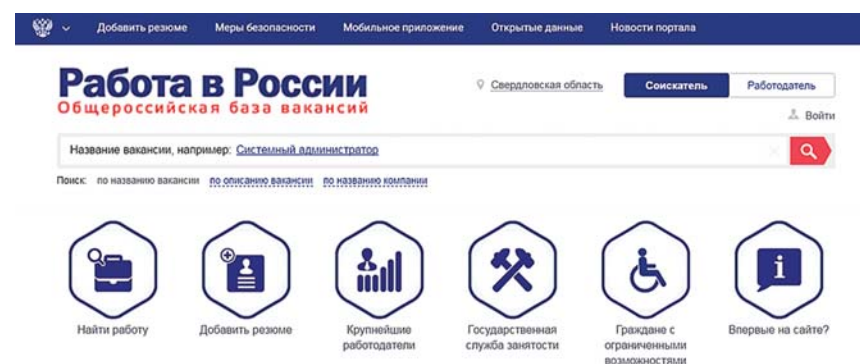 Добавить резюме Меры безопасности Мобильное приложение Открытые данные Новости портала
Работа в России
Общероссийская база вакансий
Свердловская область Соискатель Работодатель
Войти
Название вакансии, например: Системный администратор
Поиск: по названию вакансии по описанию вакансии по названию компании
Найти работу
Добавить резюме
Крупнейшие
работодатели
Государственная
служба занятости
Граждане с
ограниченными
возможностями
Впервые на сайте?